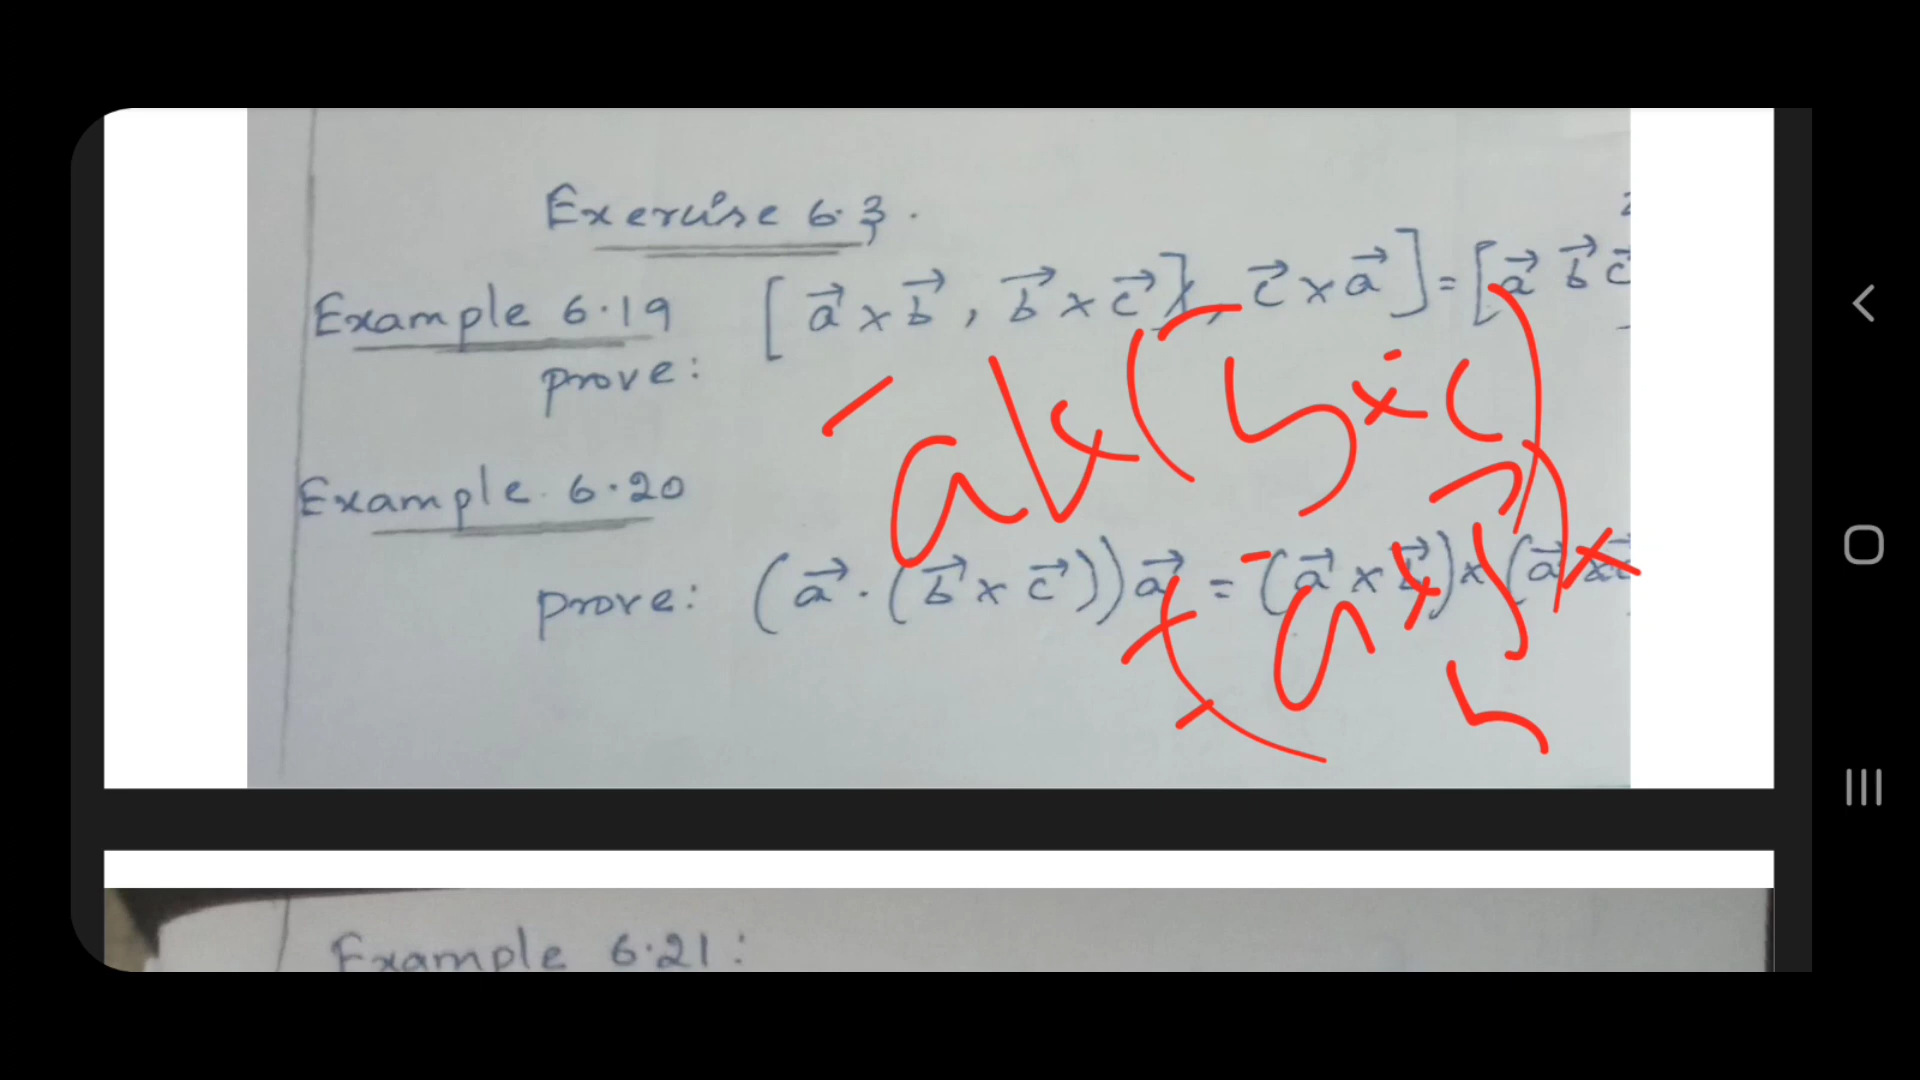 Exercise 6.3.
Example 6.19 [a⃗ × b⃗, b⃗ × c⃗], c⃗ × a⃗] = [a⃗ b⃗ c⃗
prove:
a × (b × c)
Example 6.20
prove: (a⃗ · (b⃗ × c⃗)) a⃗ = (a⃗ × b⃗) × (a⃗ × c⃗
Example 6.21: